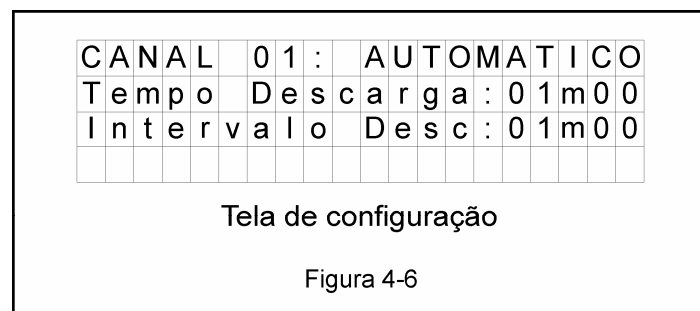 CANAL 01: AUTOMATICO
Tempo Descarga:01m00
Intervalo Desc:01m00
Tela de configuração
Figura 4-6